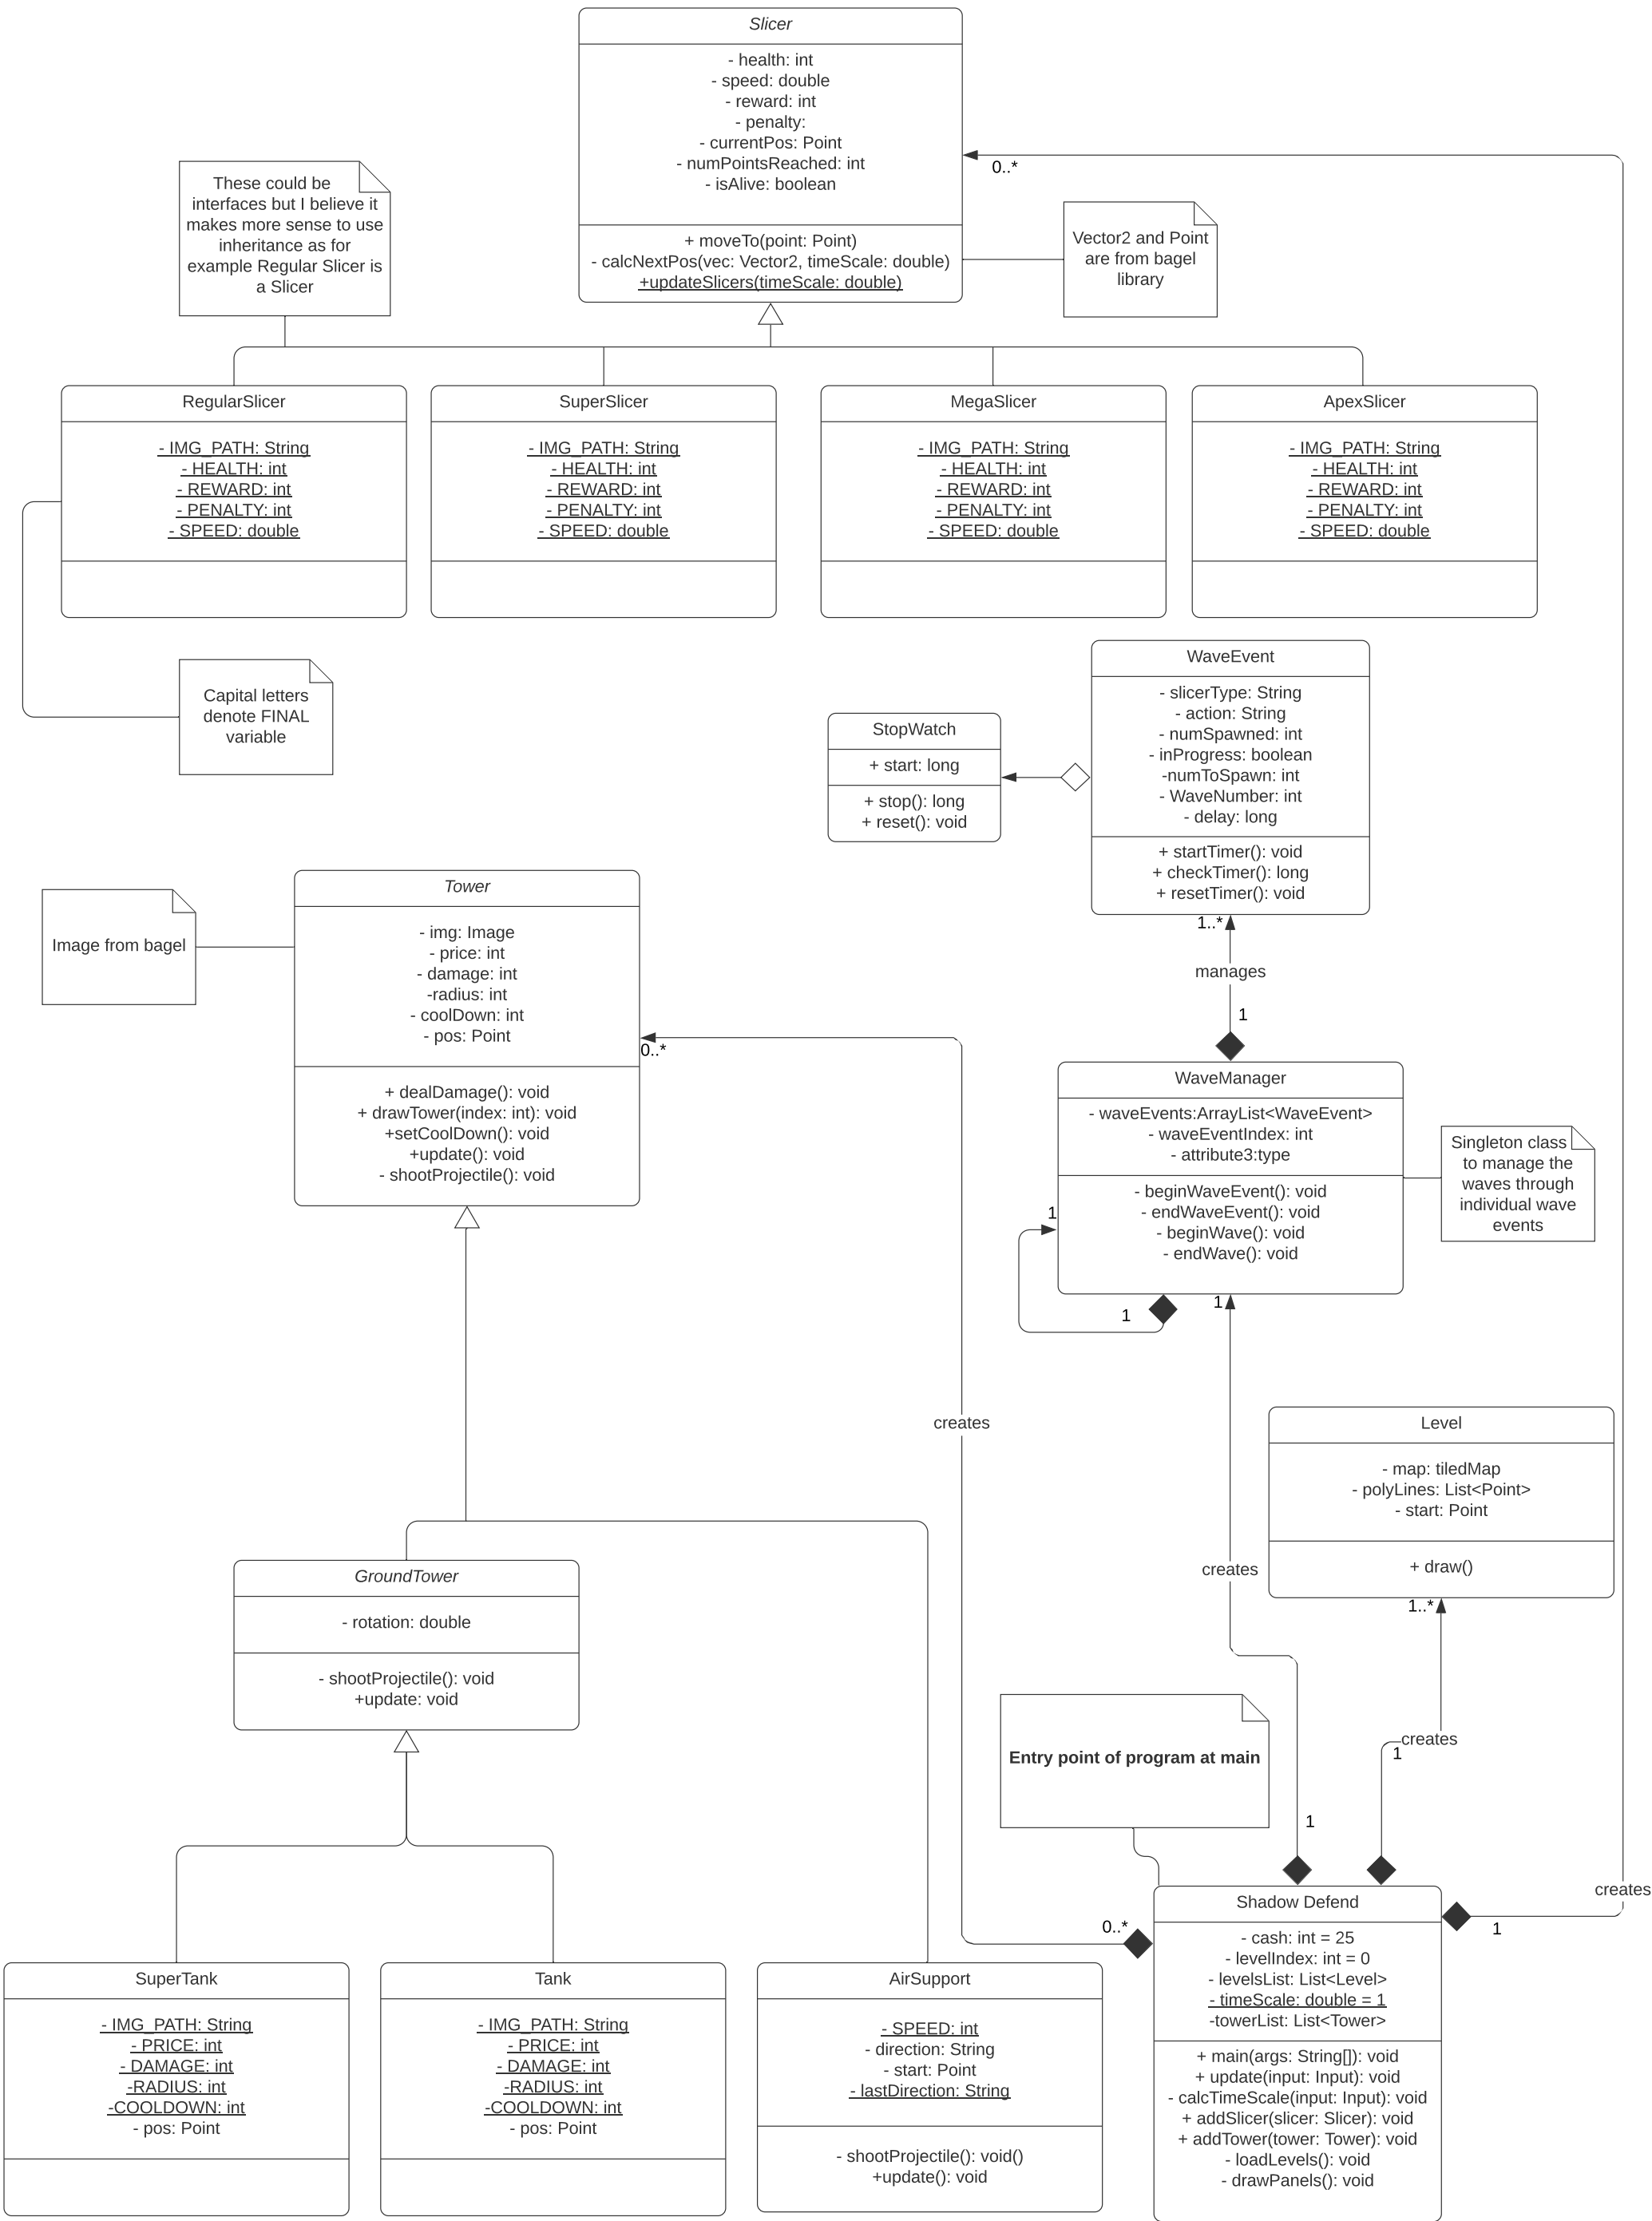 Slicer
- health: int
- speed: double
- reward: int
- penalty:
- currentPos: Point
- numPointsReached: int
- isAlive: boolean
+ moveTo(point: Point)
- calcNextPos(vec: Vector2, timeScale: double)
+updateSlicers(timeScale: double)
0..*
These could be
interfaces but I believe it
makes more sense to use
inheritance as for
example Regular Slicer is
a Slicer
Vector2 and Point
are from bagel
library
RegularSlicer
- IMG_PATH: String
- HEALTH: int
- REWARD: int
- PENALTY: int
- SPEED: double
SuperSlicer
- IMG_PATH: String
- HEALTH: int
- REWARD: int
- PENALTY: int
- SPEED: double
MegaSlicer
- IMG_PATH: String
- HEALTH: int
- REWARD: int
- PENALTY: int
- SPEED: double
ApexSlicer
- IMG_PATH: String
- HEALTH: int
- REWARD: int
- PENALTY: int
- SPEED: double
Capital letters
denote FINAL
variable
StopWatch
+ start: long
+ stop(): long
+ reset(): void
WaveEvent
- slicerType: String
- action: String
- numSpawned: int
- inProgress: boolean
-numToSpawn: int
- WaveNumber: int
- delay: long
+ startTimer(): void
+ checkTimer(): long
+ resetTimer(): void
1..*
manages
1
Image from bagel
Tower
- img: Image
- price: int
- damage: int
-radius: int
- coolDown: int
- pos: Point
+ dealDamage(): void
+ drawTower(index: int): void
+setCoolDown(): void
+update(): void
- shootProjectile(): void
0..*
WaveManager
- waveEvents:ArrayList<WaveEvent>
- waveEventIndex: int
- attribute3:type
- beginWaveEvent(): void
- endWaveEvent(): void
- beginWave(): void
- endWave(): void
Singleton class
to manage the
waves through
individual wave
events
1
1
1
creates
Level
- map: tiledMap
- polyLines: List<Point>
- start: Point
+ draw()
1..*
creates
creates
1
GroundTower
- rotation: double
- shootProjectile(): void
+update: void
Entry point of program at main
1
creates
1
0..*
Shadow Defend
- cash: int = 25
- levelIndex: int = 0
- levelsList: List<Level>
- timeScale: double = 1
-towerList: List<Tower>
+ main(args: String[]): void
+ update(input: Input): void
- calcTimeScale(input: Input): void
+ addSlicer(slicer: Slicer): void
+ addTower(tower: Tower): void
- loadLevels(): void
- drawPanels(): void
SuperTank
- IMG_PATH: String
- PRICE: int
- DAMAGE: int
-RADIUS: int
-COOLDOWN: int
- pos: Point
Tank
- IMG_PATH: String
- PRICE: int
- DAMAGE: int
-RADIUS: int
-COOLDOWN: int
- pos: Point
AirSupport
- SPEED: int
- direction: String
- start: Point
- lastDirection: String
- shootProjectile(): void()
+update(): void